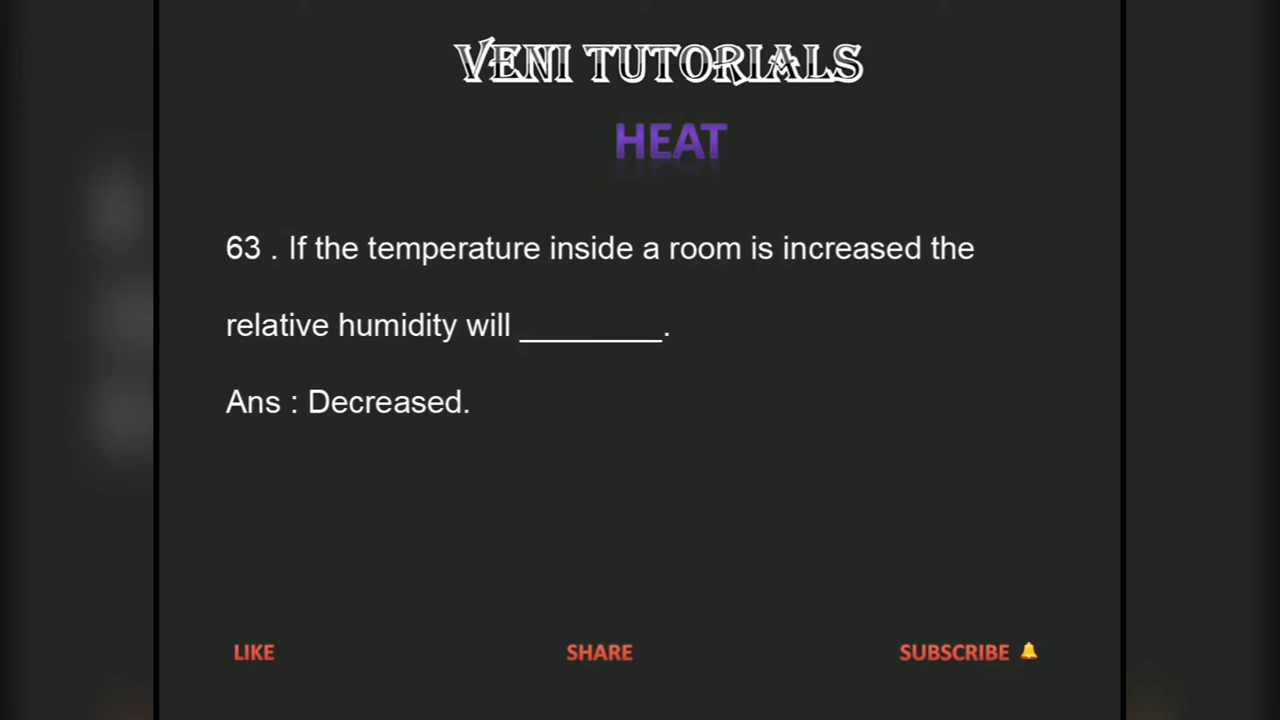 VENI TUTORIALS
HEAT
63 . If the temperature inside a room is increased the
relative humidity will _________.
Ans : Decreased.
LIKE SHARE SUBSCRIBE 🔔